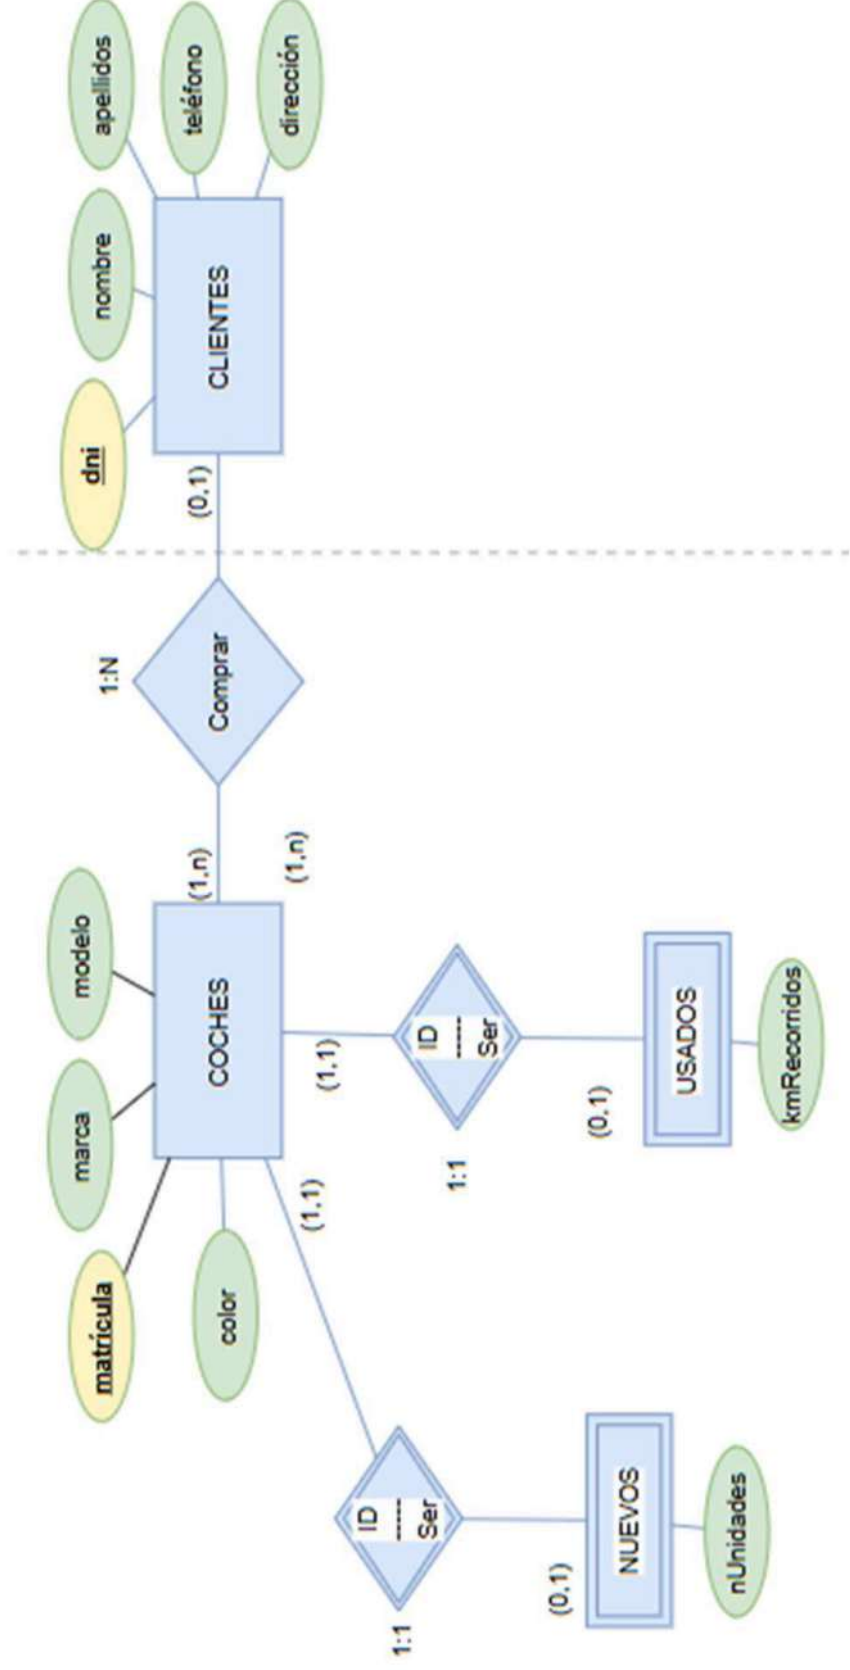 matrícula
marca
modelo
color
COCHES
(1,n)
(1,n)
1:N
Comprar
(0,1)
dni
nombre
apellidos
teléfono
dirección
CLIENTES
(1,1)
(1,1)
1:1
ID
-----
Ser
(0,1)
NUEVOS
nUnidades
1:1
ID
-----
Ser
(0,1)
USADOS
kmRecorridos